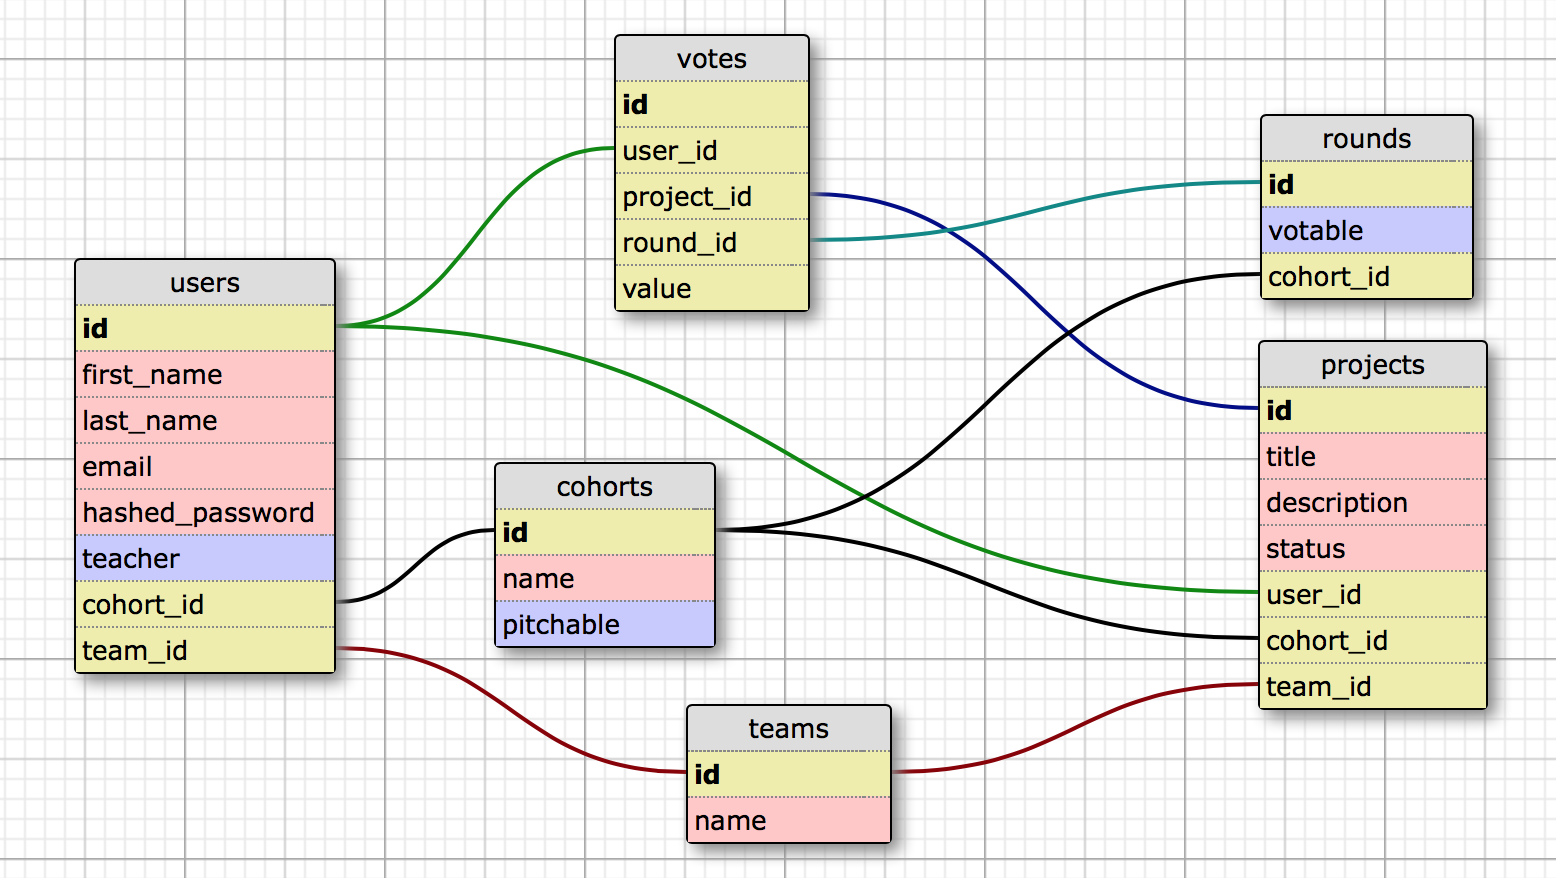 votes
id
user_id
project_id
round_id
value
rounds
id
votable
cohort_id
users
id
first_name
last_name
email
hashed_password
teacher
cohort_id
team_id
projects
id
title
description
status
user_id
cohort_id
team_id
cohorts
id
name
pitchable
teams
id
name